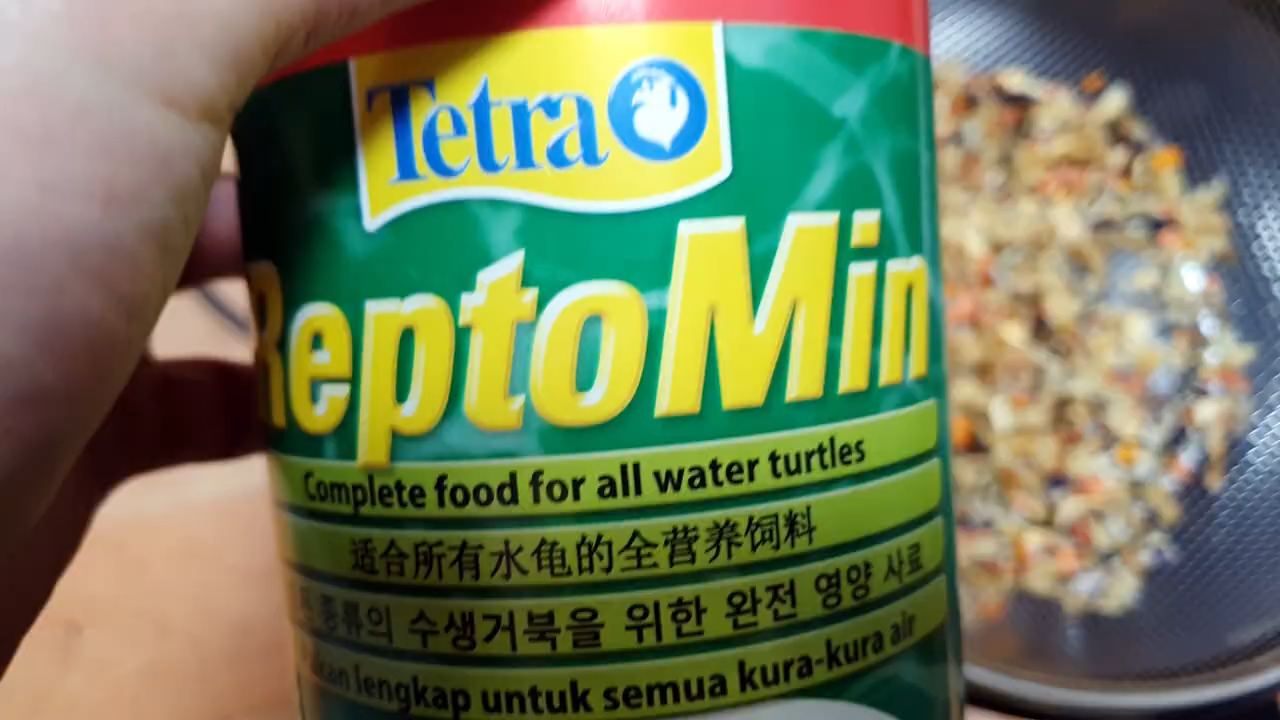 Tetra
ReptoMin
Complete food for all water turtles
适合所有水龟的全营养饲料
종류의 수생거북을 위한 완전 영양 사료
lengkap untuk semua kura-kura air